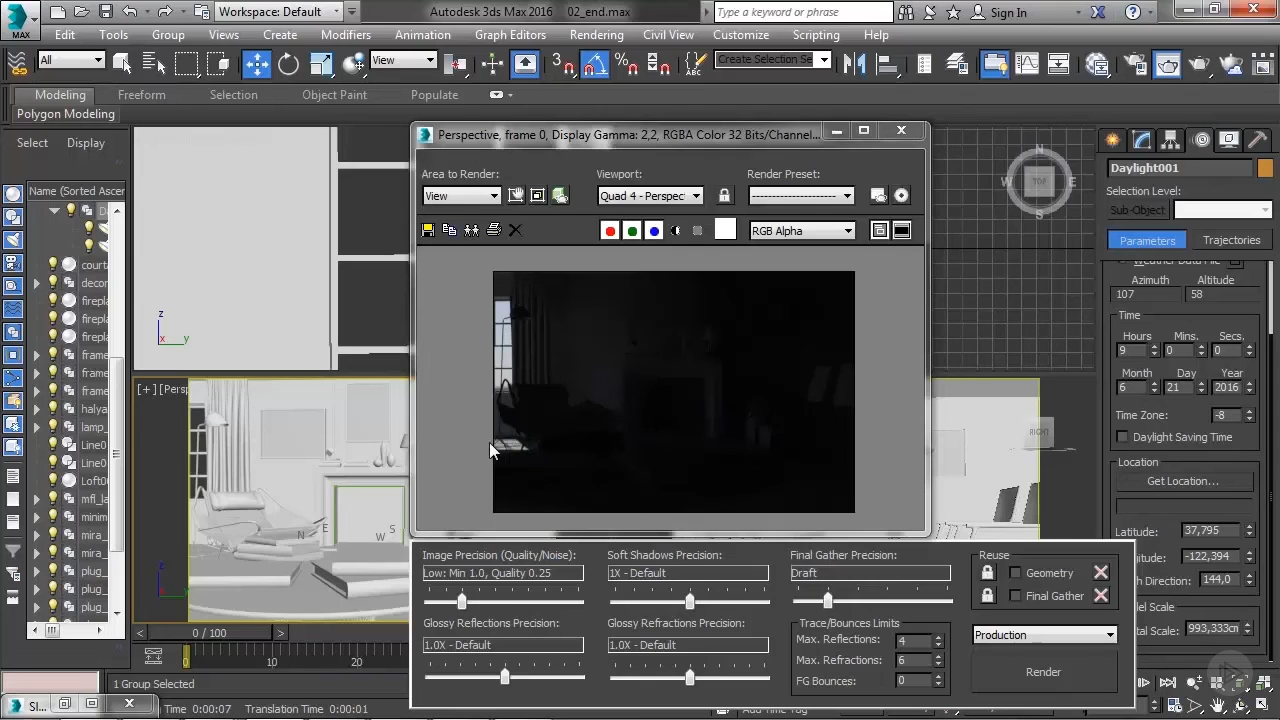 Workspace: Default
Autodesk 3ds Max 2016 02_end.max
Type a keyword or phrase
Sign In
MAX
Edit Tools Group Views Create Modifiers Animation Graph Editors Rendering Civil View Customize Scripting Help
All
View
Create Selection Se
Modeling Freeform Selection Object Paint Populate
Polygon Modeling
Select Display
Name (Sorted Ascer
courta
decor
firepla
firepla
firepla
frame
frame
frame
halya
lamp_
Line0
Line0
Loft00
mfl_la
minim
mira_
mira_
plug_
plug_
plug_
Perspective, frame 0, Display Gamma: 2,2, RGBA Color 32 Bits/Channel...
Area to Render:
View
Viewport:
Quad 4 - Perspec
Render Preset:
--------------------
RGB Alpha
z
x y
[+] [Persp
N E
W S
z
x
N
W TOP E
S
RIGHT
Daylight001
Selection Level:
Sub-Object
Parameters Trajectories
Weather Data File
Azimuth Altitude
107 58
Time
Hours Mins. Secs.
9 0 0
Month Day Year
6 21 2016
Time Zone: -8
Daylight Saving Time
Location
Get Location...
Latitude: 37,795
-122,394
144,0
993,333cm
Image Precision (Quality/Noise):
Low: Min 1.0, Quality 0.25
Soft Shadows Precision:
1X - Default
Final Gather Precision:
Draft
Glossy Reflections Precision:
1.0X - Default
Glossy Refractions Precision:
1.0X - Default
Trace/Bounces Limits
Max. Reflections: 4
Max. Refractions: 6
FG Bounces: 0
Reuse
Geometry
Final Gather
Production
Render
0 / 100
0 10 20
1 Group Selected
Time 0:00:07 Translation Time 0:00:01
Add Time Tag